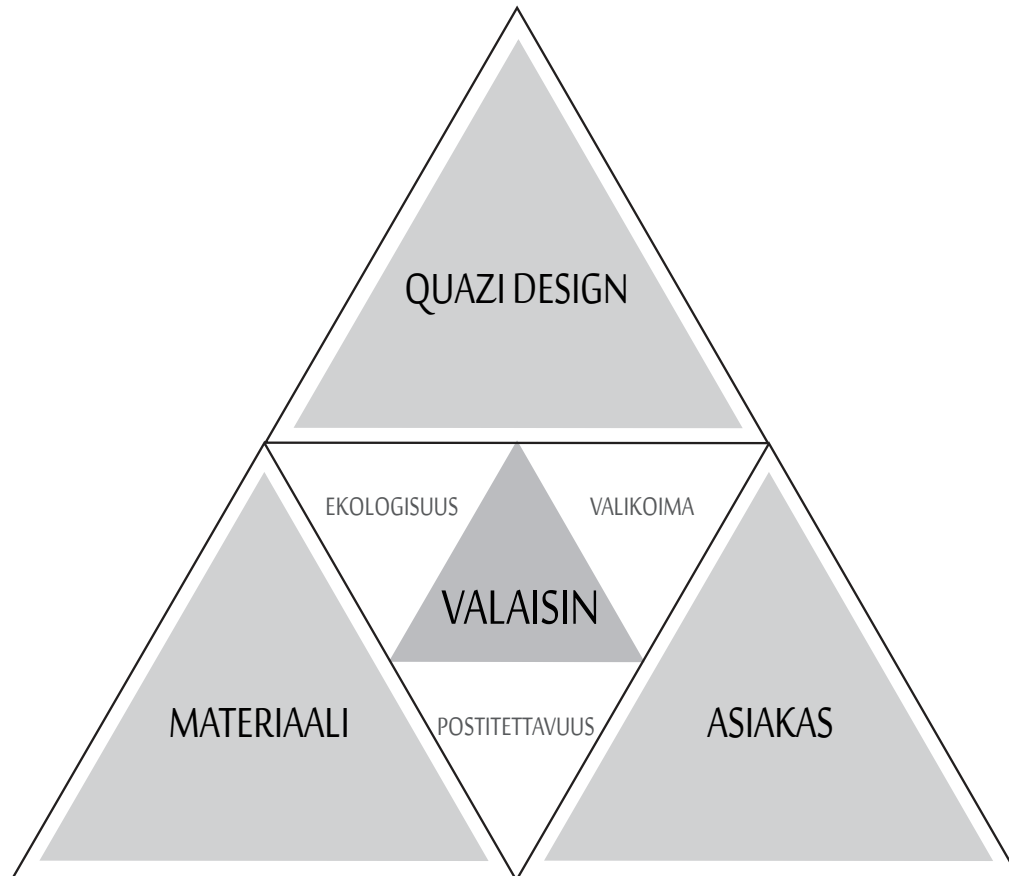 QUAZI DESIGN
EKOLOGISUUS
VALIKOIMA
VALAISIN
MATERIAALI
POSTITETTAVUUS
ASIAKAS